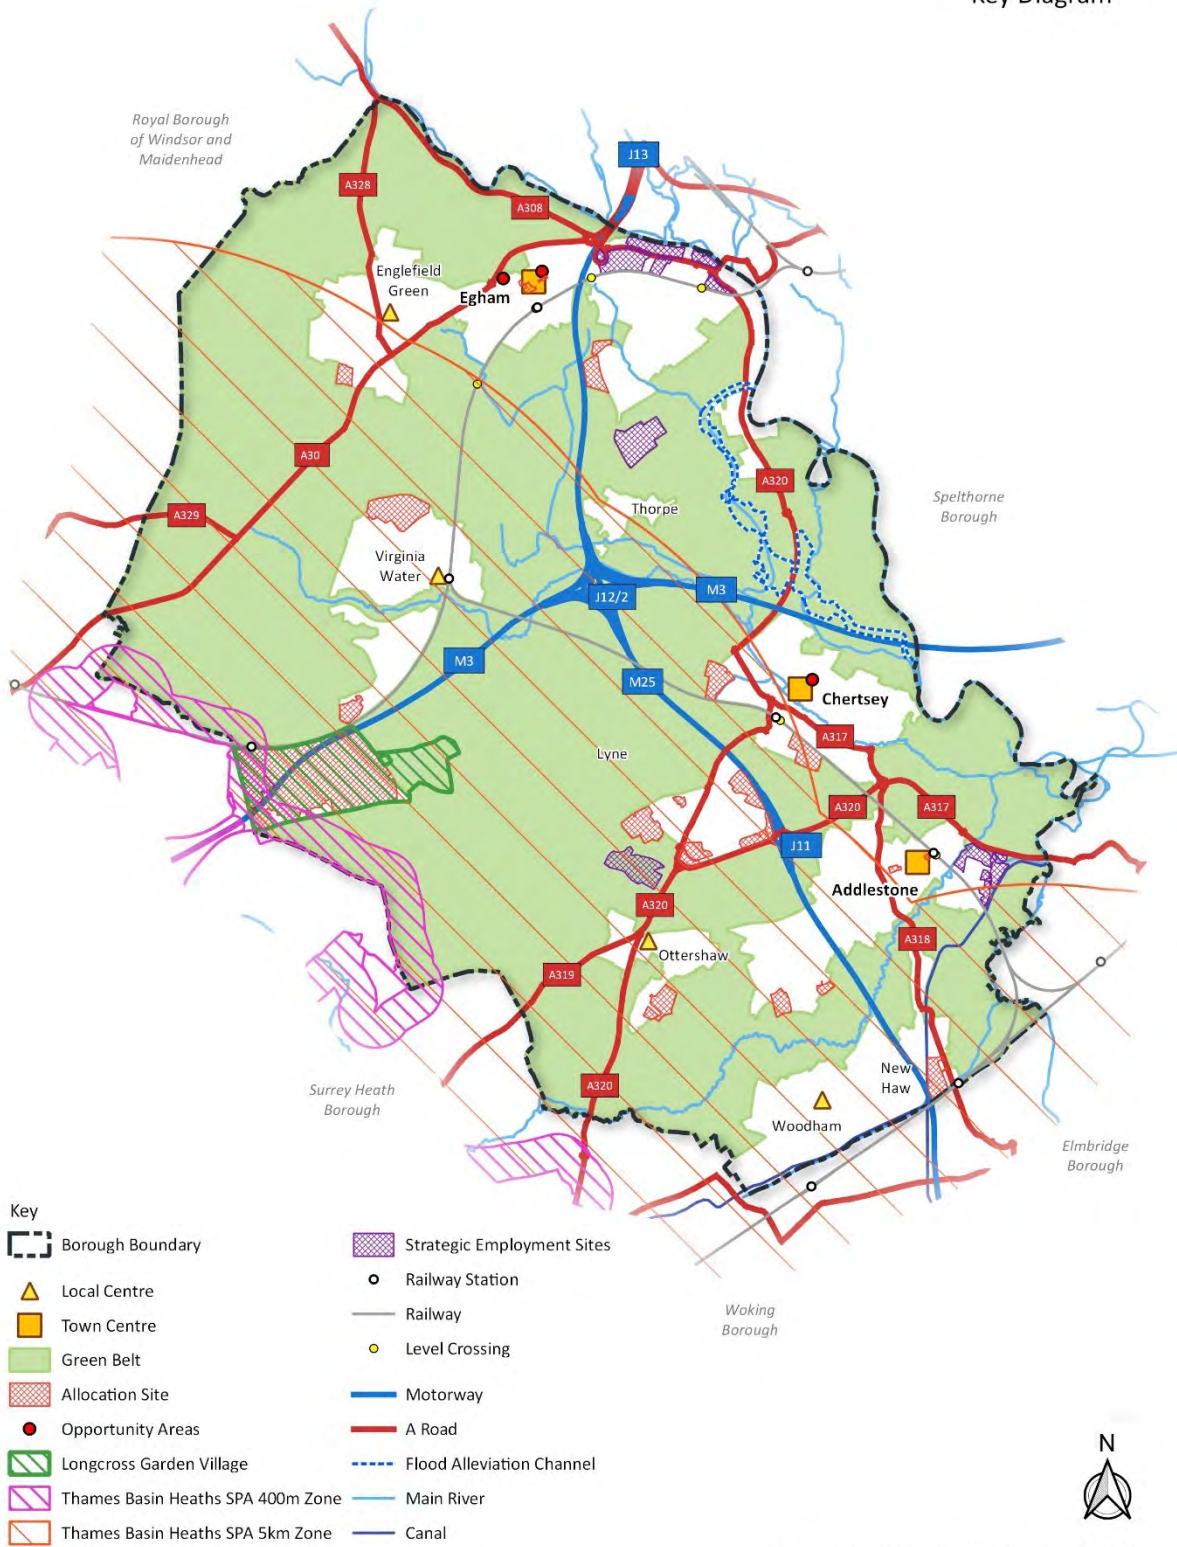 Key Diagram
Royal Borough
of Windsor and
Maidenhead
J13
A328
A308
Englefield
Green
Egham
A30
A320
Thorpe
Spelthorne
Borough
A329
Virginia
Water
J12/2
M3
M3
M25
Chertsey
A317
Lyne
A320
A317
J11
Addlestone
A320
A318
Ottershaw
A319
New
Haw
A320
Surrey Heath
Borough
Woodham
Elmbridge
Borough
Woking
Borough
Key
Borough Boundary
Local Centre
Town Centre
Green Belt
Allocation Site
Opportunity Areas
Longcross Garden Village
Thames Basin Heaths SPA 400m Zone
Thames Basin Heaths SPA 5km Zone
Strategic Employment Sites
Railway Station
Railway
Level Crossing
Motorway
A Road
Flood Alleviation Channel
Main River
Canal
N